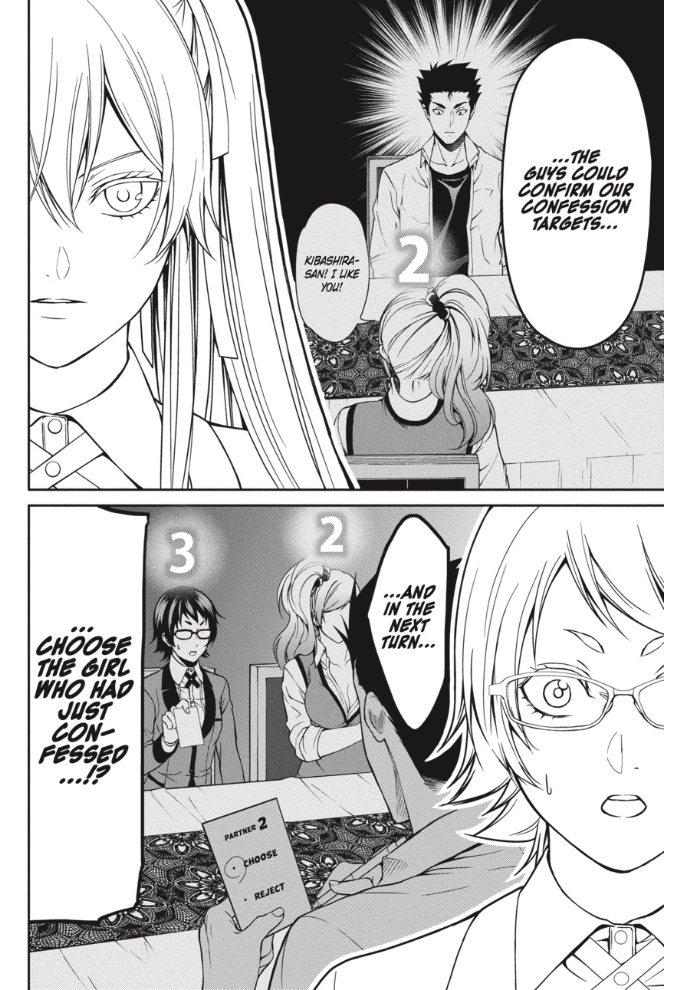 ...THE
GUYS COULD
CONFIRM OUR
CONFESSION
TARGETS...
2
KIBASHIRA-
SAN! I LIKE
YOU!
...AND
IN THE
NEXT
TURN...
2
3
...
CHOOSE
THE GIRL
WHO HAD
JUST
CON-
FESSED
...!?
PARTNER 2
• CHOOSE
• REJECT